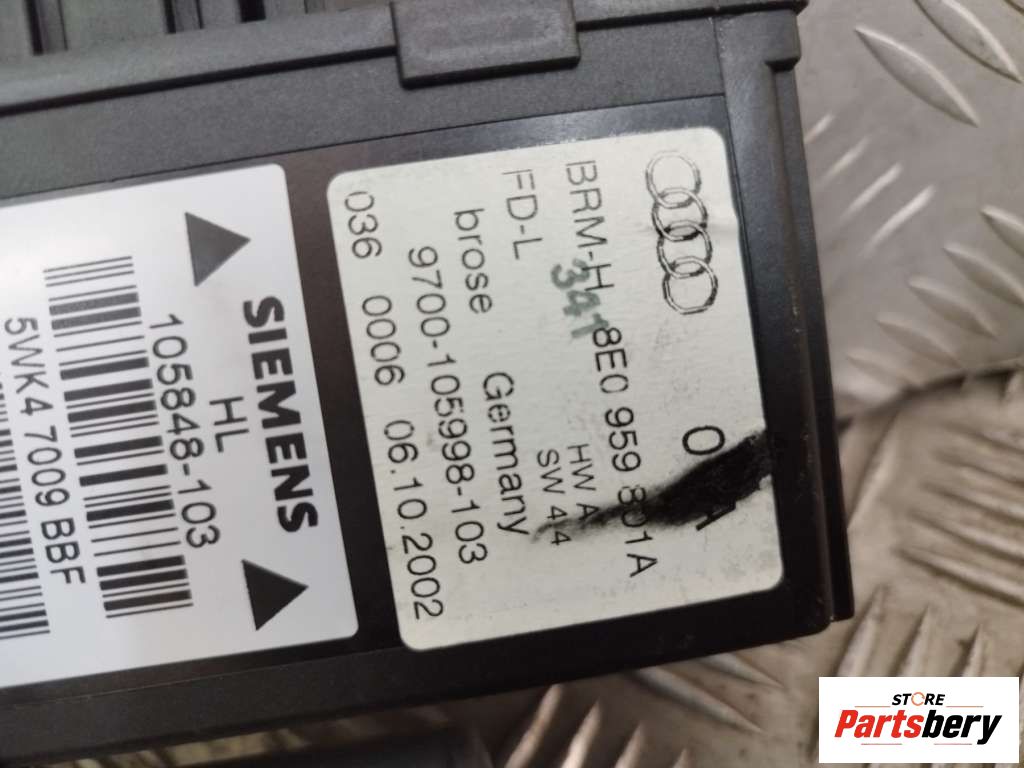 0 A
BRM-H 8E0 959 801A
FD-L HW A
341
SW 44
brose Germany
9700-105998-103
036 0006 06.10.2002
SIEMENS
HL
105848-103
5WK4 7009 BBF
STORE
Partsbery